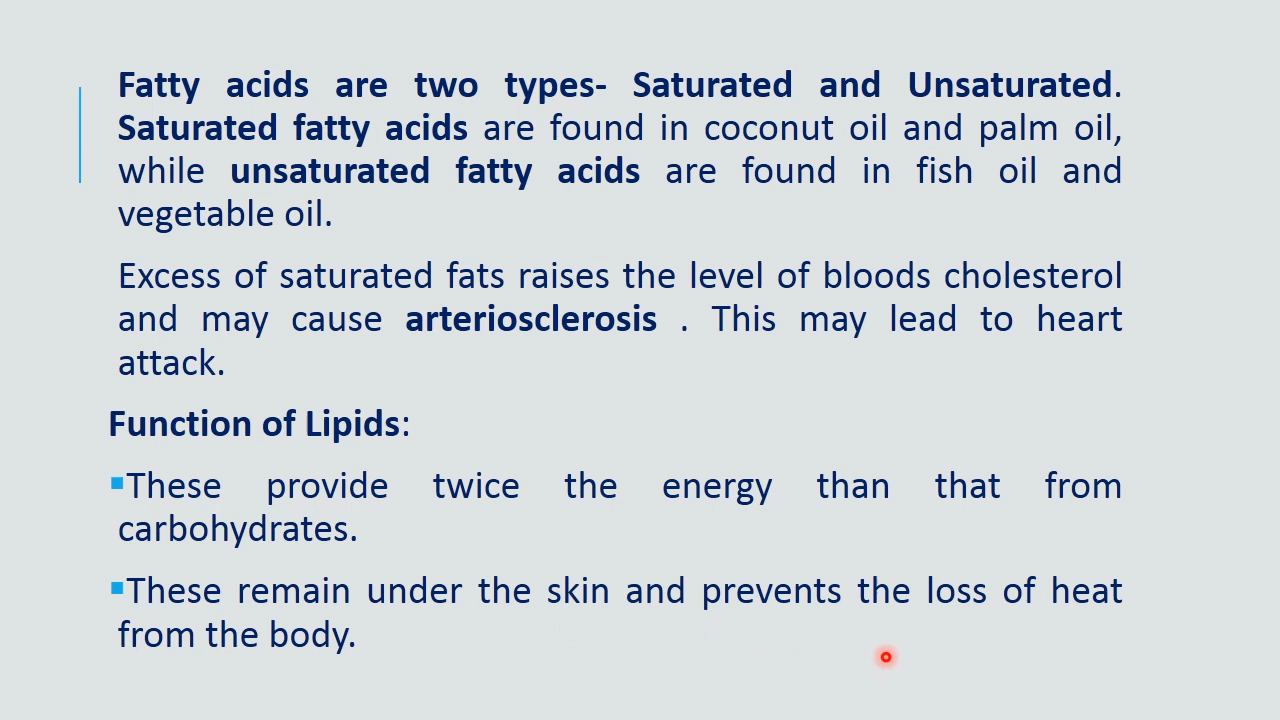 Fatty acids are two types- Saturated and Unsaturated.
Saturated fatty acids are found in coconut oil and palm oil,
while unsaturated fatty acids are found in fish oil and
vegetable oil.
Excess of saturated fats raises the level of bloods cholesterol
and may cause arteriosclerosis . This may lead to heart
attack.
Function of Lipids:
▪These provide twice the energy than that from
carbohydrates.
▪These remain under the skin and prevents the loss of heat
from the body.